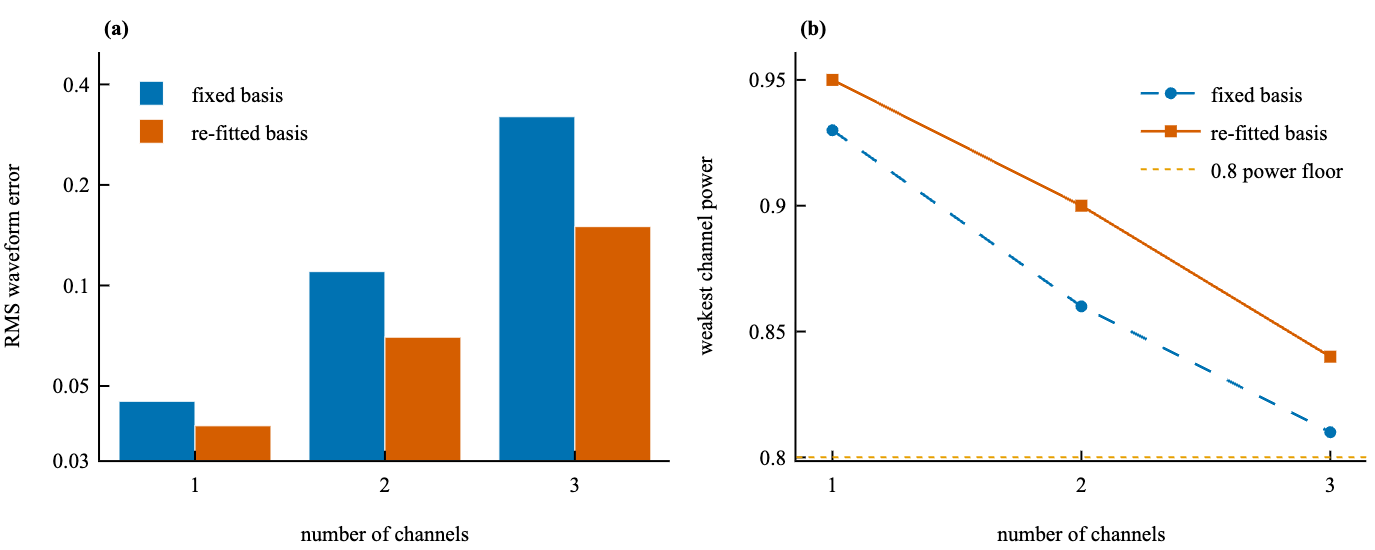 (a)
RMS waveform error
0.4
0.2
0.1
0.05
0.03
fixed basis
re-fitted basis
1
2
3
number of channels
(b)
weakest channel power
0.95
0.9
0.85
0.8
fixed basis
re-fitted basis
0.8 power floor
1
2
3
number of channels